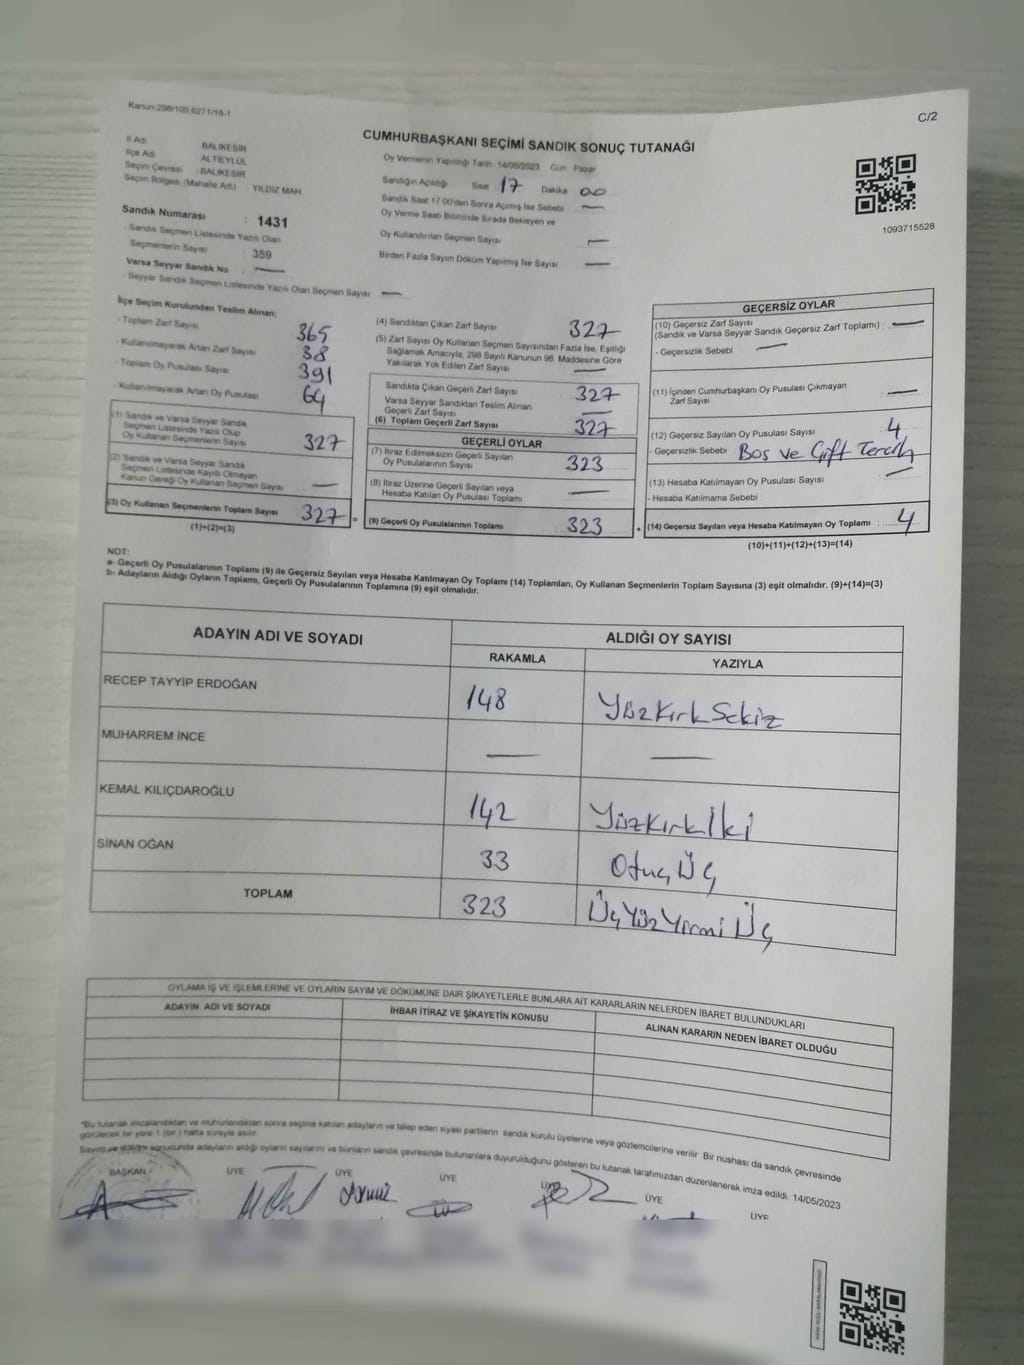 Kanun:298/105.6271/18-1
C/2
CUMHURBAŞKANI SEÇİMİ SANDIK SONUÇ TUTANAĞI
İl Adı : BALIKESİR
İlçe Adı : ALTIEYLÜL
Seçim Çevresi : BALIKESİR
Seçim Bölgesi (Mahalle Adı) YILDIZ MAH.
Sandık Numarası : 1431
- Sandık Seçmen Listesinde Yazılı Olan
Seçmenlerin Sayısı : 359
Varsa Seyyar Sandık No : —
- Seyyar Sandık Seçmen Listesinde Yazılı Olan Seçmen Sayısı —
Oy Vermenin Yapıldığı Tarih: 14/05/2023 Gün : Pazar
Sandığın Açıldığı Saat 17 Dakika 00
Sandık Saat 17:00'den Sonra Açılmış İse Sebebi —
Oy Verme Saati Bitiminde Sırada Bekleyen ve
Oy Kullandırılan Seçmen Sayısı —
Birden Fazla Sayım Döküm Yapılmış İse Sayısı —
1093715528
İlçe Seçim Kurulundan Teslim Alınan;
- Toplam Zarf Sayısı 365
- Kullanılmayarak Artan Zarf Sayısı 38
- Toplam Oy Pusulası Sayısı 391
- Kullanılmayarak Artan Oy Pusulası 64
(1) Sandık ve Varsa Seyyar Sandık
Seçmen Listesinde Yazılı Olup
Oy Kullanan Seçmenlerin Sayısı 327
(2) Sandık ve Varsa Seyyar Sandık
Seçmen Listesinde Kayıtlı Olmayan
Kanun Gereği Oy Kullanan Seçmen Sayısı —
(3) Oy Kullanan Seçmenlerin Toplam Sayısı 327
(1)+(2)=(3)
(4) Sandıktan Çıkan Zarf Sayısı 327
(5) Zarf Sayısı Oy Kullanan Seçmen Sayısından Fazla İse, Eşitliği
Sağlamak Amacıyla, 298 Sayılı Kanunun 98. Maddesine Göre
Yakılarak Yok Edilen Zarf Sayısı —
Sandıkta Çıkan Geçerli Zarf Sayısı 327
Varsa Seyyar Sandıktan Teslim Alınan
Geçerli Zarf Sayısı —
(6) Toplam Geçerli Zarf Sayısı 327
GEÇERLİ OYLAR
(7) İtiraz Edilmeksizin Geçerli Sayılan
Oy Pusulalarının Sayısı 323
(8) İtiraz Üzerine Geçerli Sayılan veya
Hesaba Katılan Oy Pusulası Toplamı —
= (9) Geçerli Oy Pusulalarının Toplamı 323
GEÇERSİZ OYLAR
(10) Geçersiz Zarf Sayısı
(Sandık ve Varsa Seyyar Sandık Geçersiz Zarf Toplamı) : —
- Geçersizlik Sebebi —
(11) İçinden Cumhurbaşkanı Oy Pusulası Çıkmayan
Zarf Sayısı —
(12) Geçersiz Sayılan Oy Pusulası Sayısı 4
- Geçersizlik Sebebi Boş ve Çift Tercih
(13) Hesaba Katılmayan Oy Pusulası Sayısı —
- Hesaba Katılmama Sebebi
+ (14) Geçersiz Sayılan veya Hesaba Katılmayan Oy Toplamı : 4
(10)+(11)+(12)+(13)=(14)
NOT:
a- Geçerli Oy Pusulalarının Toplamı (9) ile Geçersiz Sayılan veya Hesaba Katılmayan Oy Toplamı (14) Toplamları, Oy Kullanan Seçmenlerin Toplam Sayısına (3) eşit olmalıdır. (9)+(14)=(3)
b- Adayların Aldığı Oyların Toplamı, Geçerli Oy Pusulalarının Toplamına (9) eşit olmalıdır.
ADAYIN ADI VE SOYADI
ALDIĞI OY SAYISI
RAKAMLA YAZIYLA
RECEP TAYYİP ERDOĞAN 148 YüzKırkSekiz
MUHARREM İNCE — —
KEMAL KILIÇDAROĞLU 142 Yüzkırkİki
SİNAN OĞAN 33 Otuz Üç
TOPLAM 323 ÜçYüzYirmi Üç
OYLAMA İŞ VE İŞLEMLERİNE VE OYLARIN SAYIM VE DÖKÜMÜNE DAİR ŞİKAYETLERLE BUNLARA AİT KARARLARIN NELERDEN İBARET BULUNDUKLARI
ADAYIN ADI VE SOYADI
İHBAR İTİRAZ VE ŞİKAYETİN KONUSU
ALINAN KARARIN NEDEN İBARET OLDUĞU
*Bu tutanak imzalandıktan ve mühürlendikten sonra seçime katılan adayların ve talep eden siyasi partilerin sandık kurulu üyelerine veya gözlemcilerine verilir. Bir nüshası da sandık çevresinde
görülecek bir yere 1 (bir) hafta süreyle asılır.
Sayım ve döküm sonucunda adayların aldığı oyların sayılarını ve bunların sandık çevresinde bulunanlara duyurulduğunu gösteren bu tutanak tarafımızdan düzenlenerek imza edildi. 14/05/2023
BAŞKAN ÜYE ÜYE ÜYE ÜYE ÜYE ÜYE